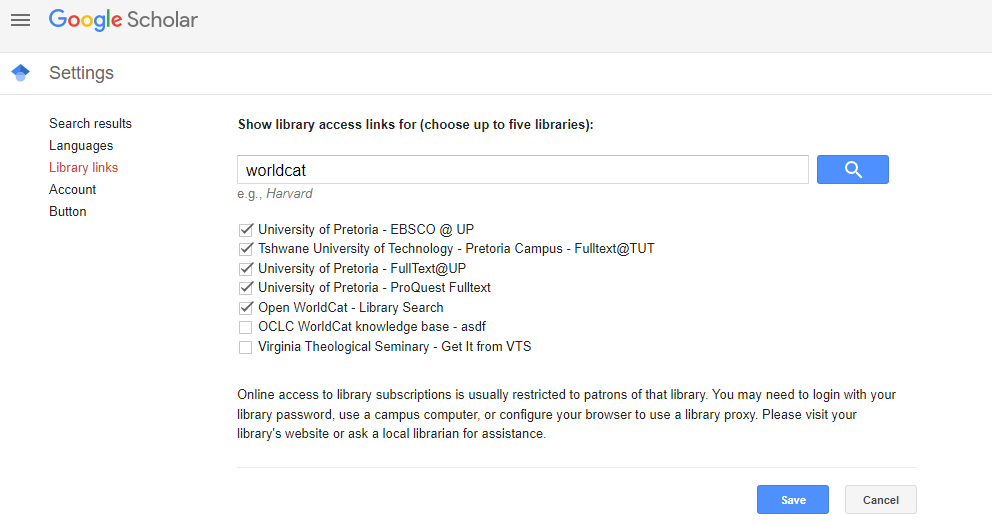 Google Scholar
Settings
Search results
Languages
Library links
Account
Button
Show library access links for (choose up to five libraries):
worldcat
e.g., Harvard
University of Pretoria - EBSCO @ UP
Tshwane University of Technology - Pretoria Campus - Fulltext@TUT
University of Pretoria - FullText@UP
University of Pretoria - ProQuest Fulltext
Open WorldCat - Library Search
OCLC WorldCat knowledge base - asdf
Virginia Theological Seminary - Get It from VTS
Online access to library subscriptions is usually restricted to patrons of that library. You may need to login with your
library password, use a campus computer, or configure your browser to use a library proxy. Please visit your
library's website or ask a local librarian for assistance.
Save
Cancel